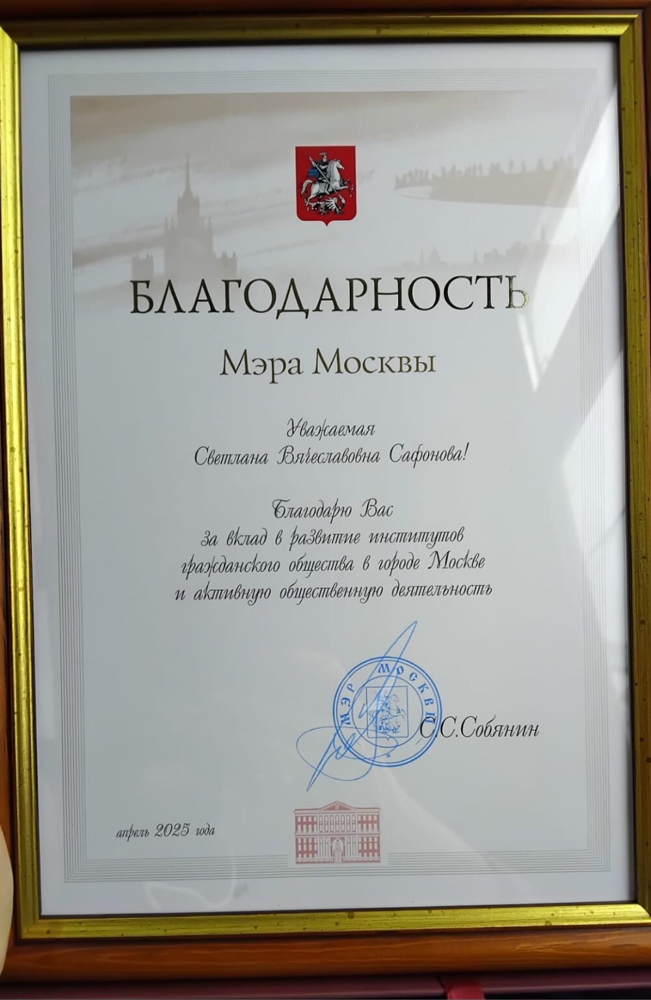 БЛАГОДАРНОСТЬ
Мэра Москвы
Уважаемая
Светлана Вячеславовна Сафонова!
Благодарю Вас
за вклад в развитие институтов
гражданского общества в городе Москве
и активную общественную деятельность
МЭР МОСКВЫ
С.С.Собянин
апрель 2025 года